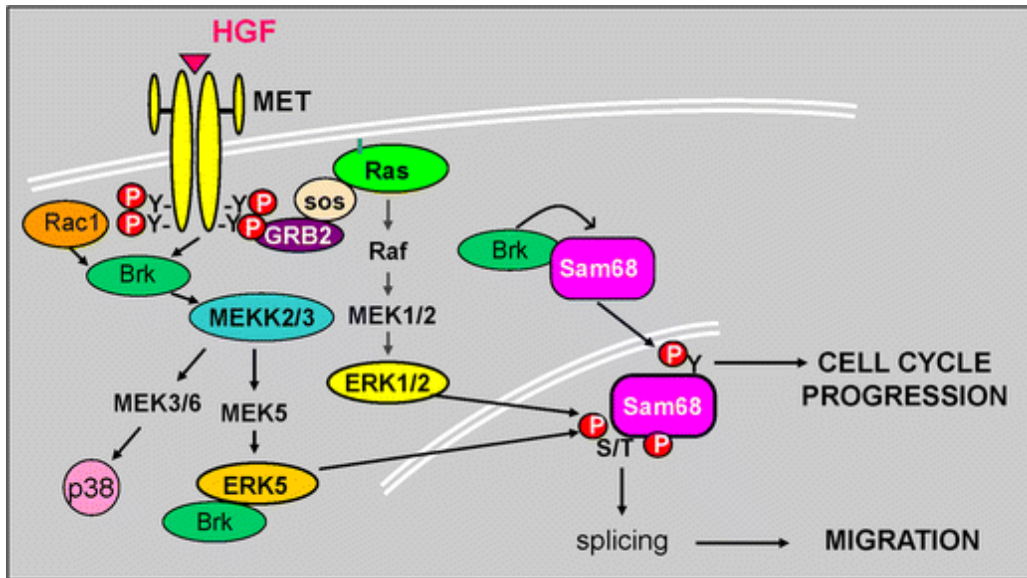 HGF
MET
Ras
sos
P Y- -Y P
P Y- -Y P
Rac1
GRB2
Brk
Raf
Brk
Sam68
MEKK2/3
MEK1/2
P
Y
CELL CYCLE
PROGRESSION
ERK1/2
MEK3/6
MEK5
Sam68
P
S/T
P
p38
ERK5
Brk
splicing
MIGRATION